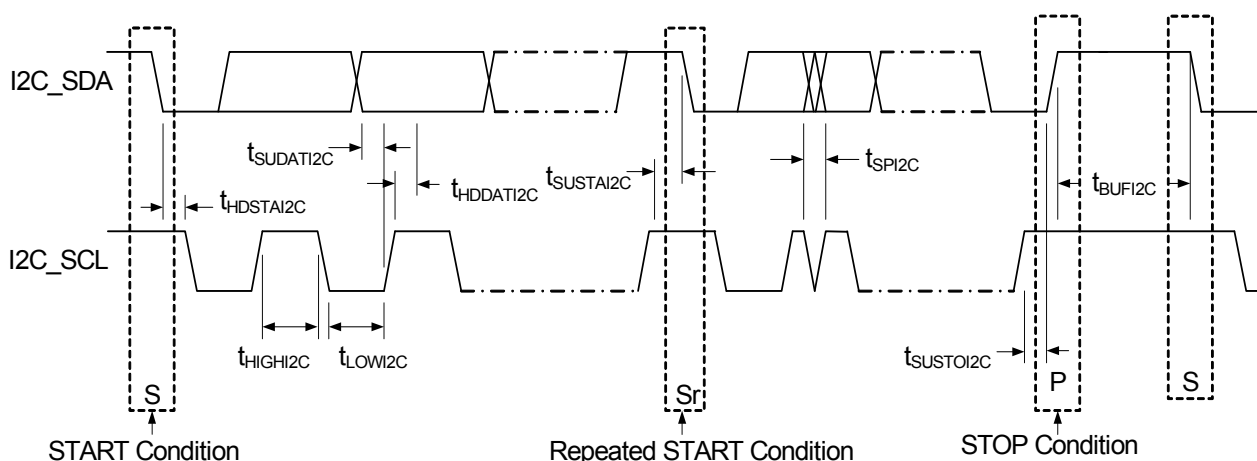 I2C_SDA
tSUDATI2C
tHDSTAI2C
tHDDATI2C
tSUSTAI2C
tSPI2C
tBUFI2C
I2C_SCL
tHIGHI2C
tLOWI2C
tSUSTOI2C
S
Sr
P
S
START Condition
Repeated START Condition
STOP Condition